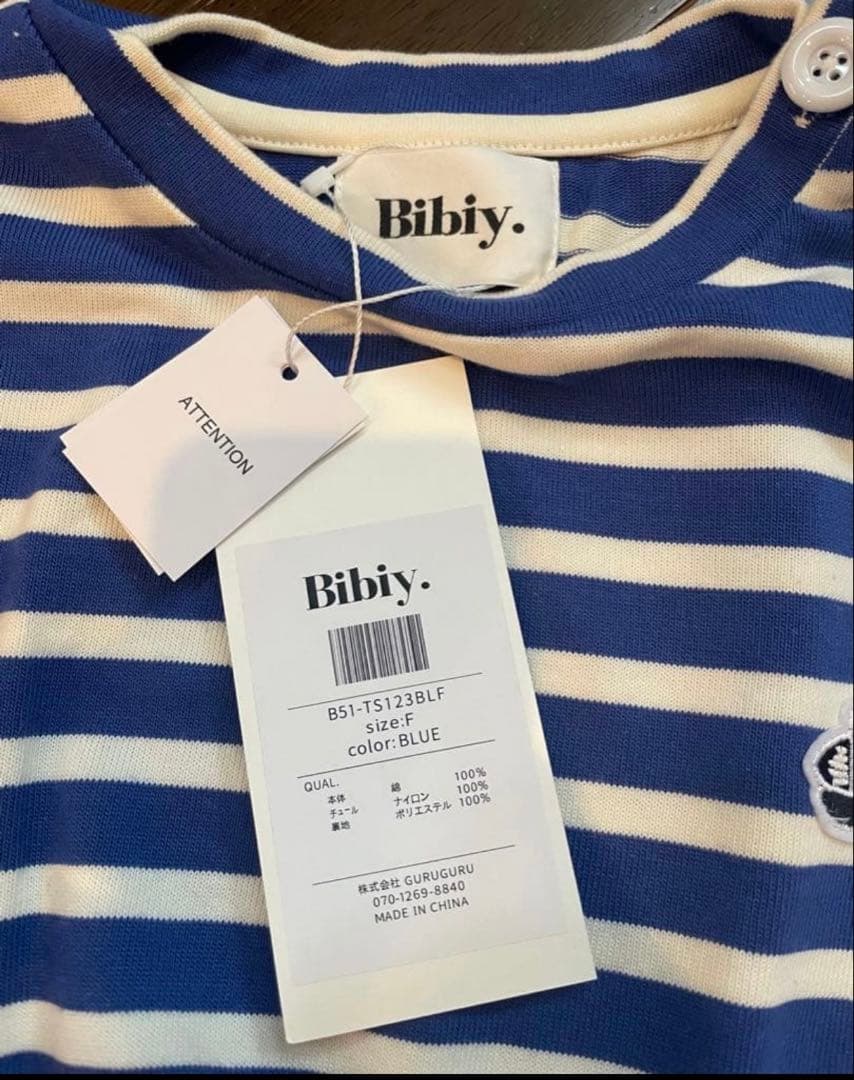 Bibiy.
ATTENTION
Bibiy.
B51-TS123BLF
size:F
color:BLUE
QUAL.
本体 綿 100%
チュール ナイロン 100%
裏地 ポリエステル 100%
株式会社 GURUGURU
070-1269-8840
MADE IN CHINA